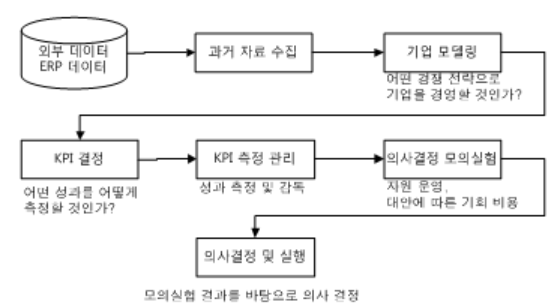 외부 데이터
ERP 데이터
과거 자료 수집
기업 모델링
어떤 경쟁 전략으로
기업을 경영할 것인가?
KPI 결정
어떤 성과를 어떻게
측정할 것인가?
KPI 측정 관리
성과 측정 및 감독
의사결정 모의실험
자원 운영,
대안에 따른 기회 비용
의사결정 및 실행
모의실험 결과를 바탕으로 의사 결정